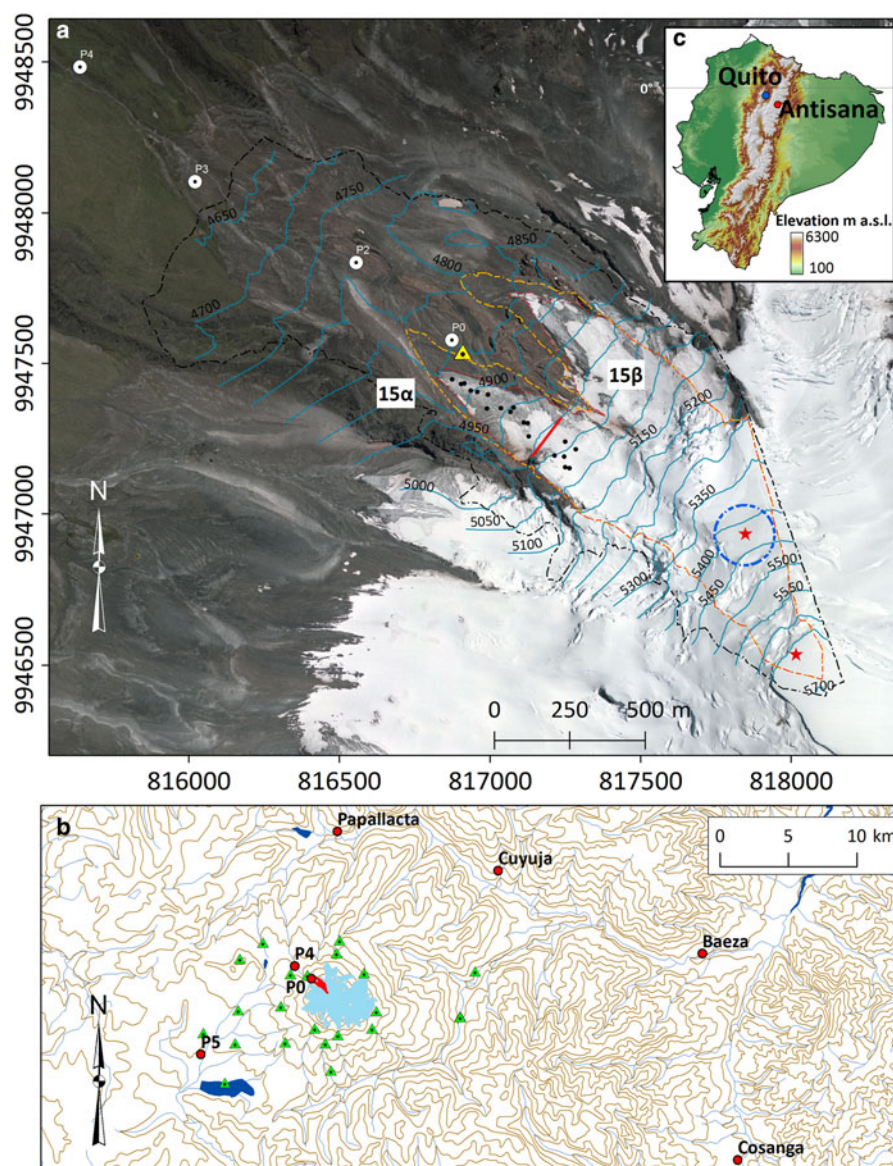 a
P4
P3
P2
P0
4650
4700
4750
4800
4850
4900
4950
5000
5050
5100
5300
5150
5200
5350
5400
5450
5500
5550
5700
15α
15β
N
0 250 500 m
9948500
9948000
9947500
9947000
9946500
816000 816500 817000 817500 818000
c
0°
Quito
Antisana
Elevation m a.s.l.
6300
100
b
Papallacta
Cuyuja
Baeza
P4
P0
P5
Cosanga
N
0 5 10 km